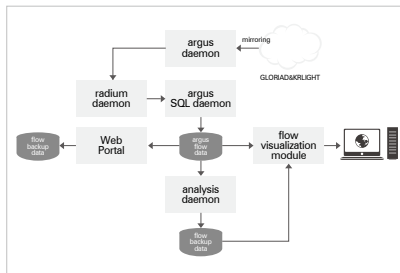 argus
daemon
mirroring
GLORIAD&KRLIGHT
radium
daemon
argus
SQL daemon
flow
backup
data
Web
Portal
argus
flow
data
flow
visualization
module
analysis
daemon
flow
backup
data